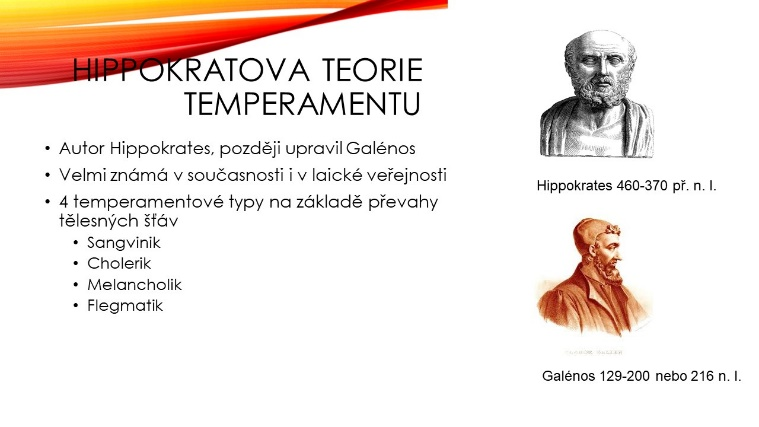 HIPPOKRATOVA TEORIE
TEMPERAMENTU
• Autor Hippokrates, později upravil Galénos
• Velmi známá v současnosti i v laické veřejnosti
• 4 temperamentové typy na základě převahy
tělesných šťáv
• Sangvinik
• Cholerik
• Melancholik
• Flegmatik
Hippokrates 460-370 př. n. l.
Galénos 129-200 nebo 216 n. l.